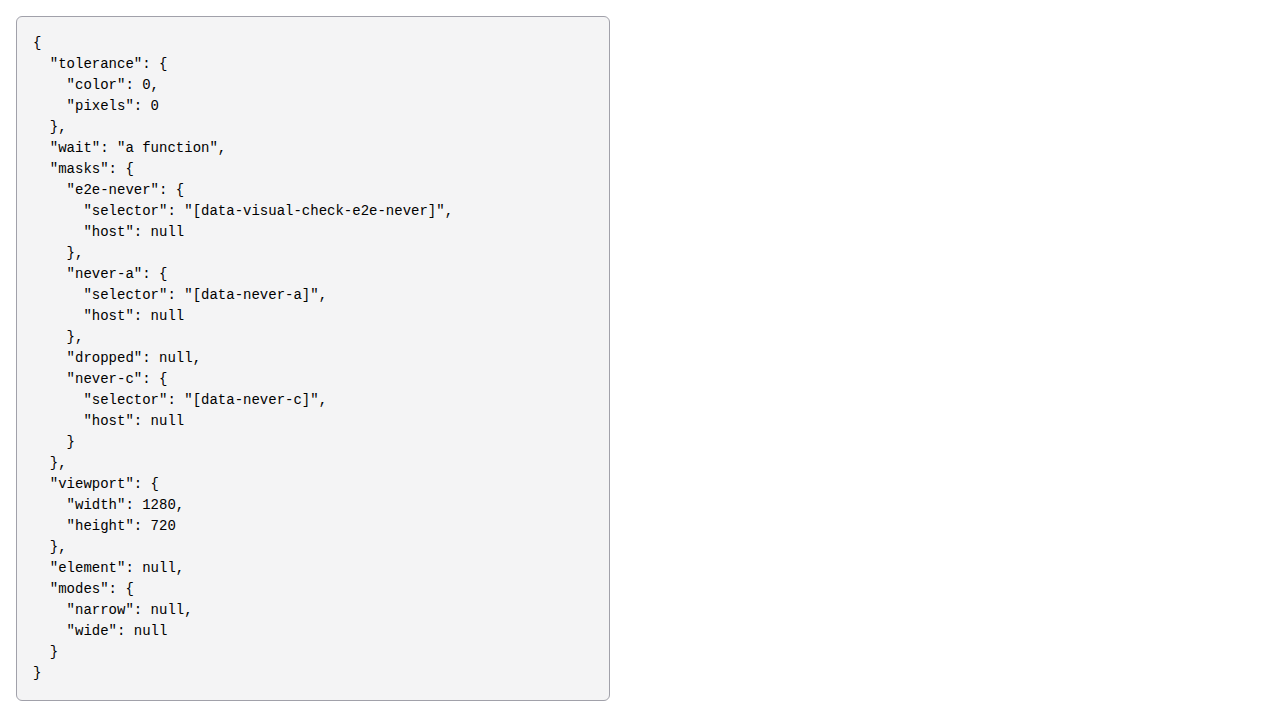 {
  "tolerance": {
    "color": 0,
    "pixels": 0
  },
  "wait": "a function",
  "masks": {
    "e2e-never": {
      "selector": "[data-visual-check-e2e-never]",
      "host": null
    },
    "never-a": {
      "selector": "[data-never-a]",
      "host": null
    },
    "dropped": null,
    "never-c": {
      "selector": "[data-never-c]",
      "host": null
    }
  },
  "viewport": {
    "width": 1280,
    "height": 720
  },
  "element": null,
  "modes": {
    "narrow": null,
    "wide": null
  }
}